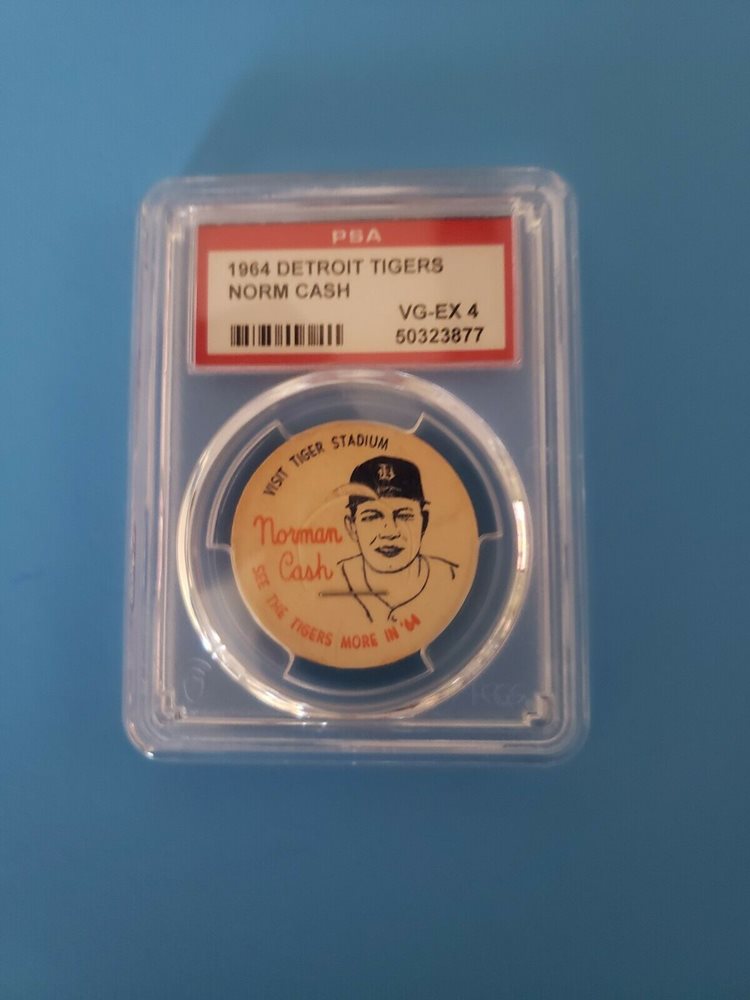 PSA
1964 DETROIT TIGERS
NORM CASH
VG-EX 4
50323877
VISIT TIGER STADIUM
Norman
Cash
SEE THE TIGERS MORE IN '64